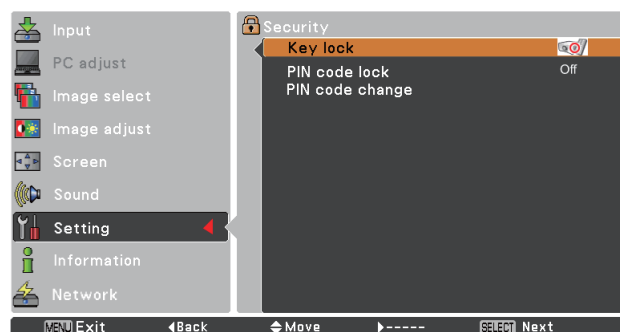 Input
PC adjust
Image select
Image adjust
Screen
Sound
Setting
Information
Network
Security
Key lock
PIN code lock Off
PIN code change
MENU Exit ◀Back ◆Move ▶----- SELECT Next